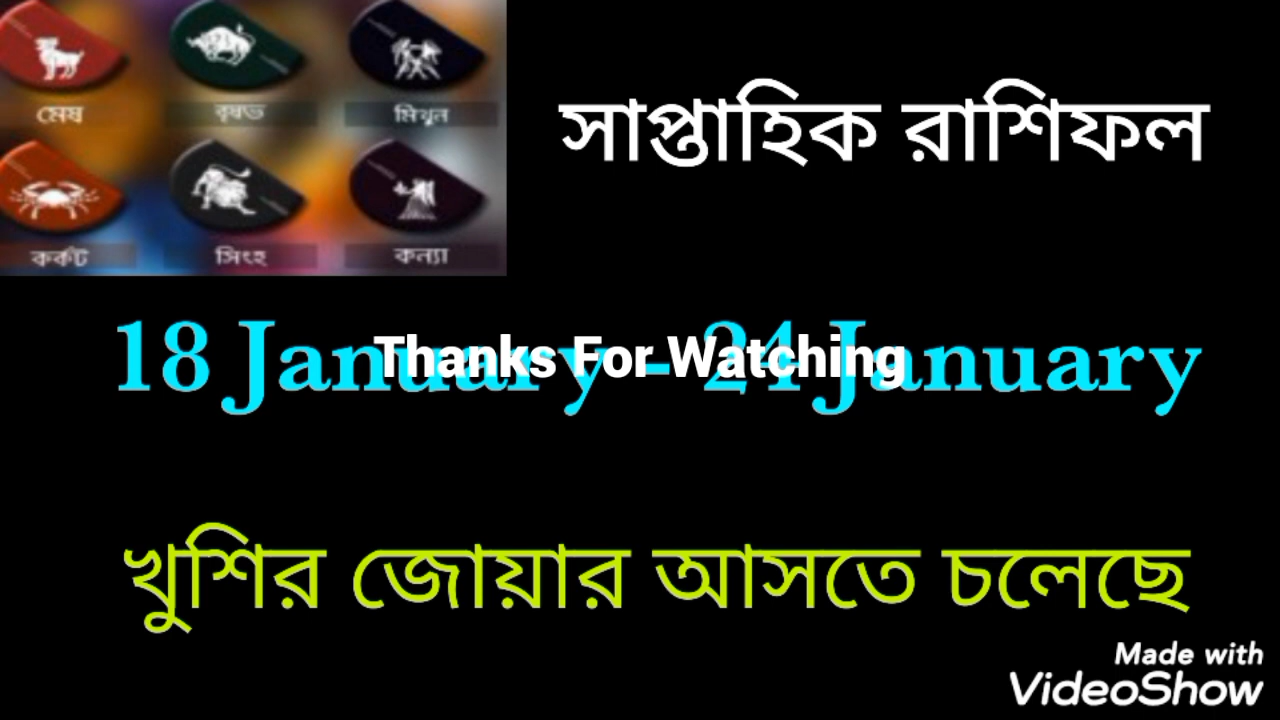 মেষ বৃষভ মিথুন
কর্কট সিংহ কন্যা
সাপ্তাহিক রাশিফল
18 January - 24 January
Thanks For Watching
খুশির জোয়ার আসতে চলেছে
Made with
VideoShow